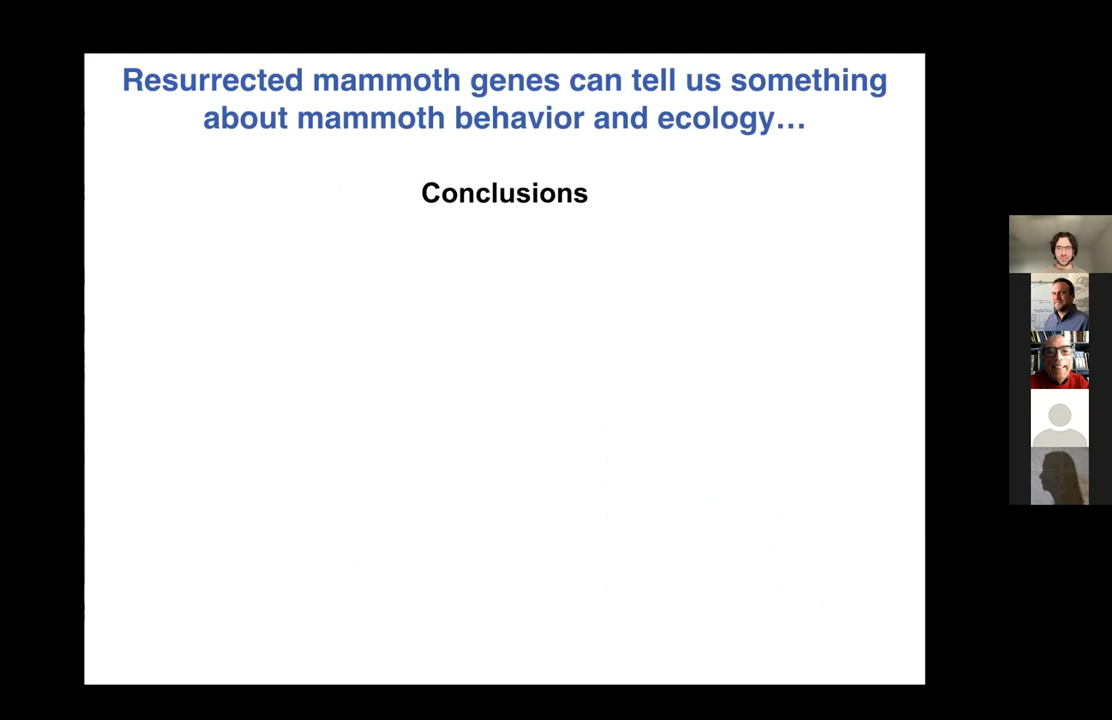 Resurrected mammoth genes can tell us something
about mammoth behavior and ecology…
Conclusions